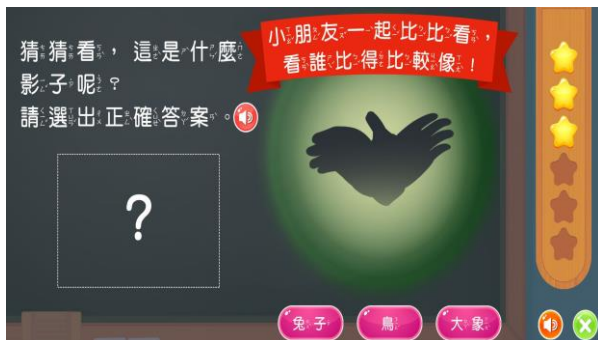 猜猜看，這是什麼
影子呢？
請選出正確答案。
?
小朋友一起比比看，
看誰比得比較像！
兔子
鳥
大象